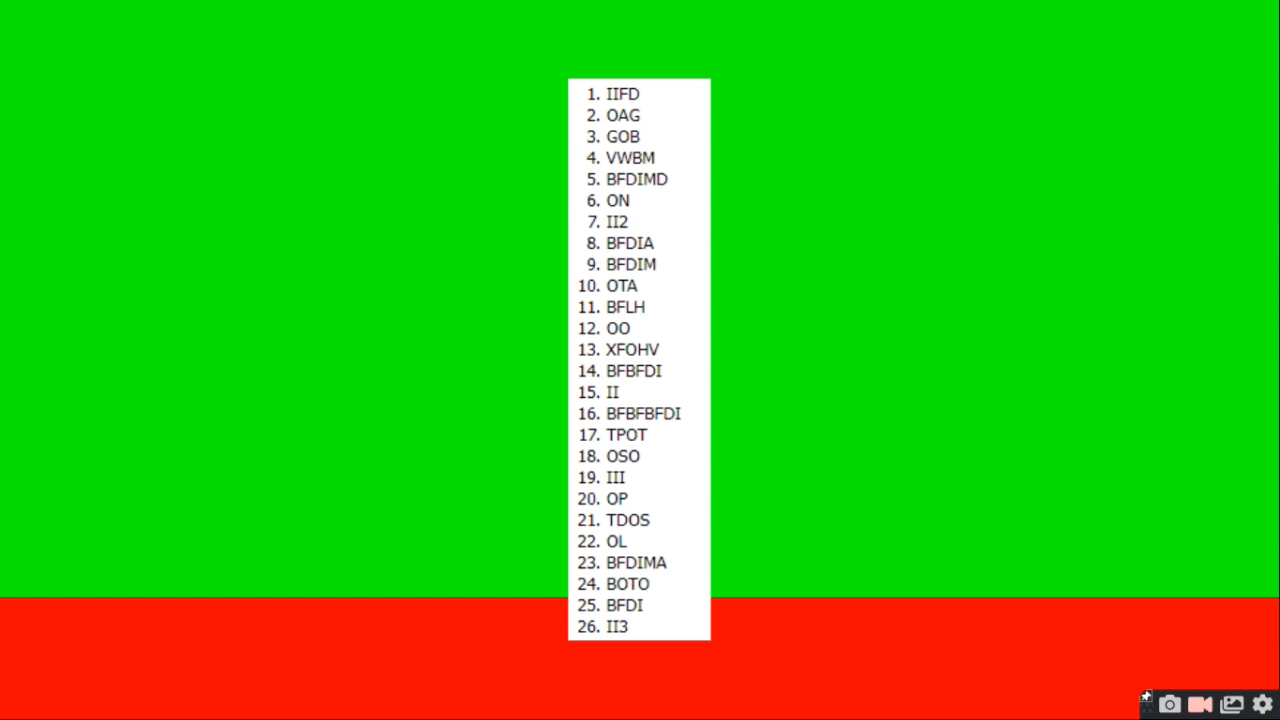 1. IIFD
2. OAG
3. GOB
4. VWBM
5. BFDIMD
6. ON
7. II2
8. BFDIA
9. BFDIM
10. OTA
11. BFLH
12. OO
13. XFOHV
14. BFBFDI
15. II
16. BFBFBFDI
17. TPOT
18. OSO
19. III
20. OP
21. TDOS
22. OL
23. BFDIMA
24. BOTO
25. BFDI
26. II3